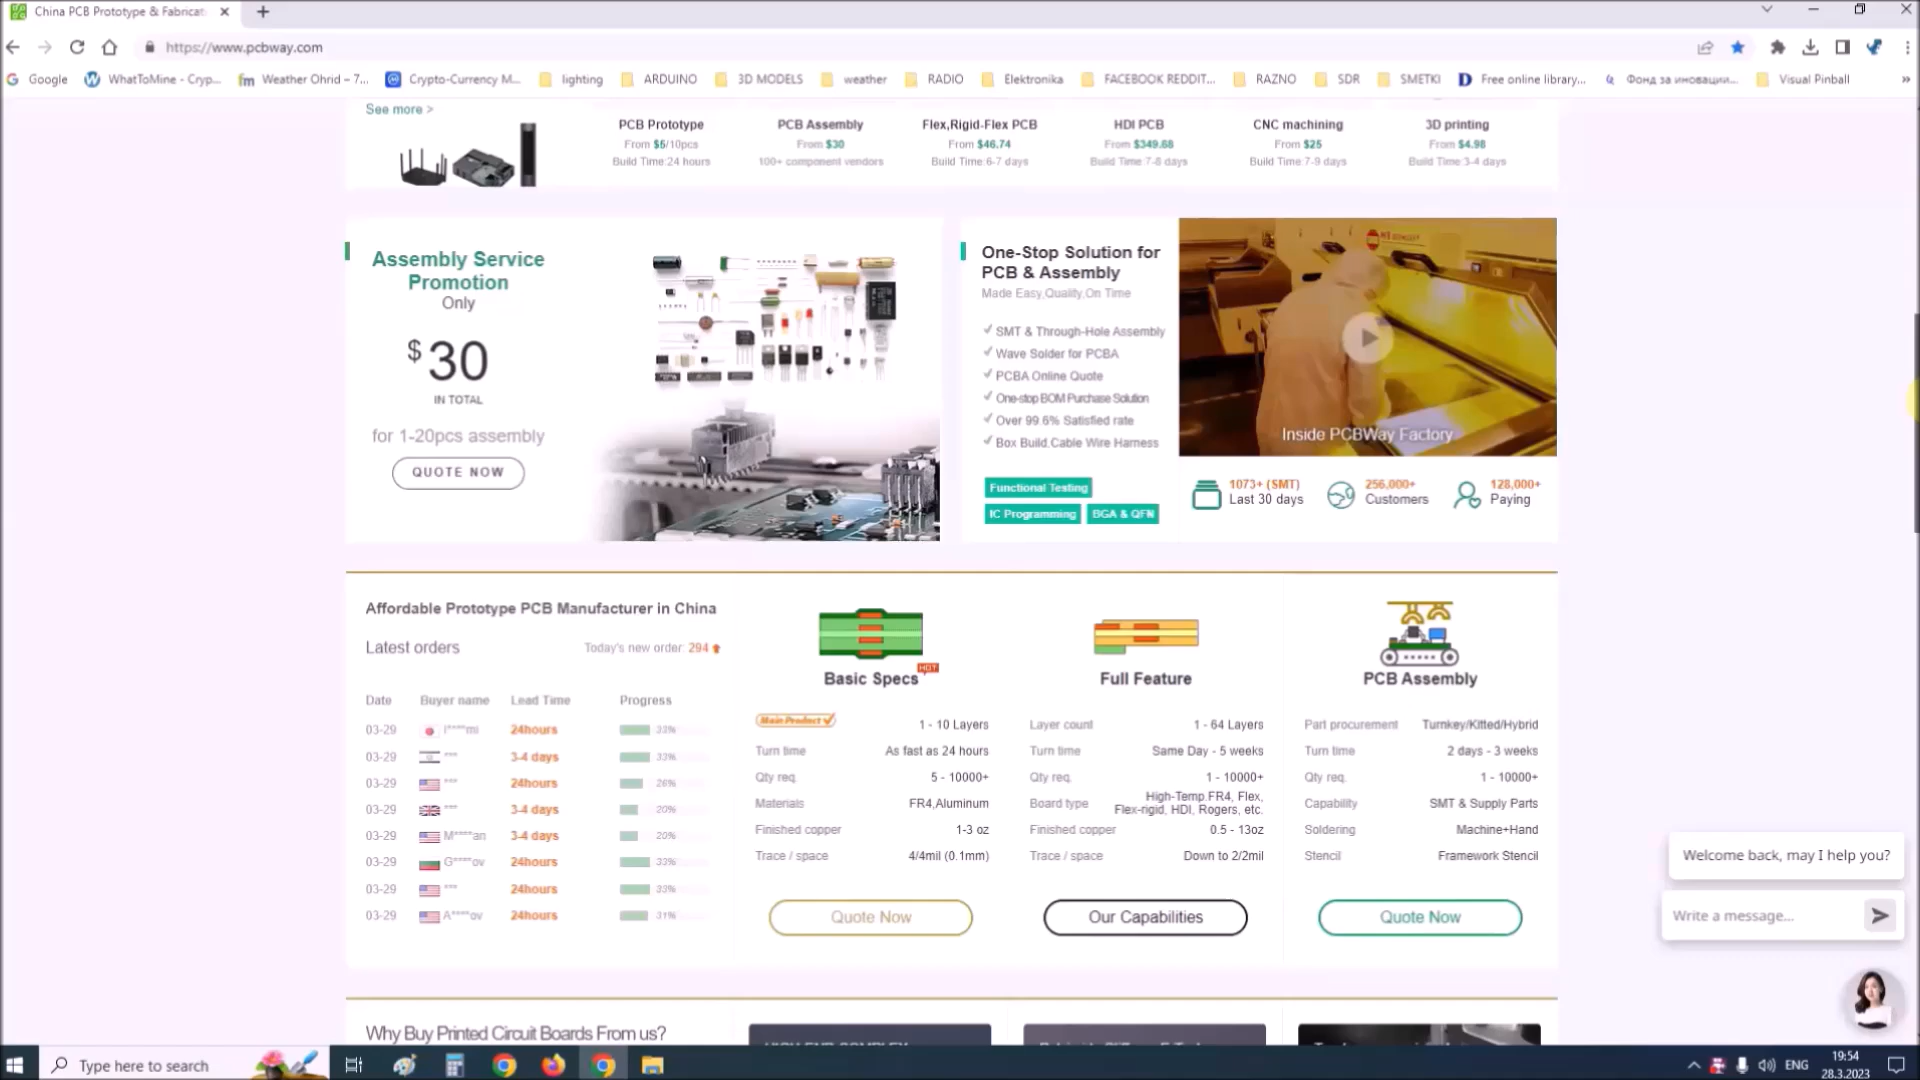 China PCB Prototype & Fabricat
https://www.pcbway.com
Google
WhatToMine - Cryp...
Weather Ohrid – 7...
Crypto-Currency M...
lighting
ARDUINO
3D MODELS
weather
RADIO
Elektronika
FACEBOOK REDDIT...
RAZNO
SDR
SMETKI
Free online library...
Фонд за иновации...
Visual Pinball
See more >
PCB Prototype
From $5/10pcs
Build Time:24 hours
PCB Assembly
From $30
100+ component vendors
Flex,Rigid-Flex PCB
From $46.74
Build Time:6-7 days
HDI PCB
From $349.68
Build Time:7-8 days
CNC machining
From $25
Build Time:7-9 days
3D printing
From $4.98
Build Time:3-4 days
Assembly Service
Promotion
Only
$30
IN TOTAL
for 1-20pcs assembly
QUOTE NOW
One-Stop Solution for
PCB & Assembly
Made Easy,Quality,On Time
SMT & Through-Hole Assembly
Wave Solder for PCBA
PCBA Online Quote
One-stop BOM Purchase Solution
Over 99.6% Satisfied rate
Box Build,Cable Wire Harness
Functional Testing
IC Programming
BGA & QFN
Inside PCBWay Factory
1073+ (SMT)
Last 30 days
256,000+
Customers
128,000+
Paying
Affordable Prototype PCB Manufacturer in China
Latest orders
Today's new order: 294
Date Buyer name Lead Time Progress
03-29 l****mi 24hours 33%
03-29 *** 3-4 days 33%
03-29 *** 24hours 26%
03-29 *** 3-4 days 20%
03-29 M****an 3-4 days 20%
03-29 G****ov 24hours 33%
03-29 *** 24hours 33%
03-29 A****ov 24hours 31%
HOT
Basic Specs
Main Product 1 - 10 Layers
Turn time As fast as 24 hours
Qty req. 5 - 10000+
Materials FR4,Aluminum
Finished copper 1-3 oz
Trace / space 4/4mil (0.1mm)
Quote Now
Full Feature
Layer count 1 - 64 Layers
Turn time Same Day - 5 weeks
Qty req. 1 - 10000+
Board type High-Temp.FR4, Flex,
Flex-rigid, HDI, Rogers, etc.
Finished copper 0.5 - 13oz
Trace / space Down to 2/2mil
Our Capabilities
PCB Assembly
Part procurement Turnkey/Kitted/Hybrid
Turn time 2 days - 3 weeks
Qty req. 1 - 10000+
Capability SMT & Supply Parts
Soldering Machine+Hand
Stencil Framework Stencil
Quote Now
Welcome back, may I help you?
Write a message...
Why Buy Printed Circuit Boards From us?
Type here to search
ENG
19:54
28.3.2023